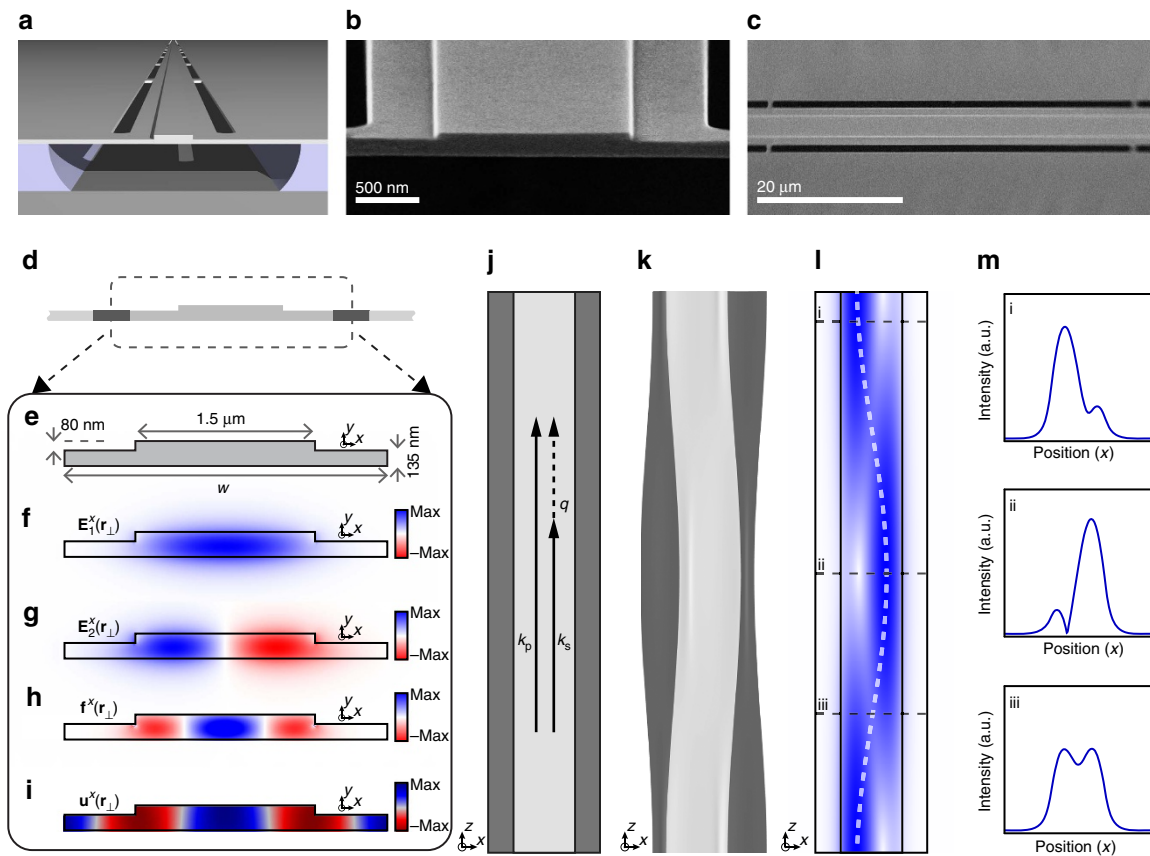 a
b
c
500 nm
20 μm
d
e
80 nm
1.5 μm
y
x
135 nm
w
f
E₁ˣ(r⊥)
y
x
Max
–Max
g
E₂ˣ(r⊥)
y
x
Max
–Max
h
fˣ(r⊥)
y
x
Max
–Max
i
uˣ(r⊥)
y
x
Max
–Max
j
q
kₚ
kₛ
z
x
k
l
i
ii
iii
z
x
m
i
Intensity (a.u.)
Position (x)
ii
Intensity (a.u.)
Position (x)
iii
Intensity (a.u.)
Position (x)